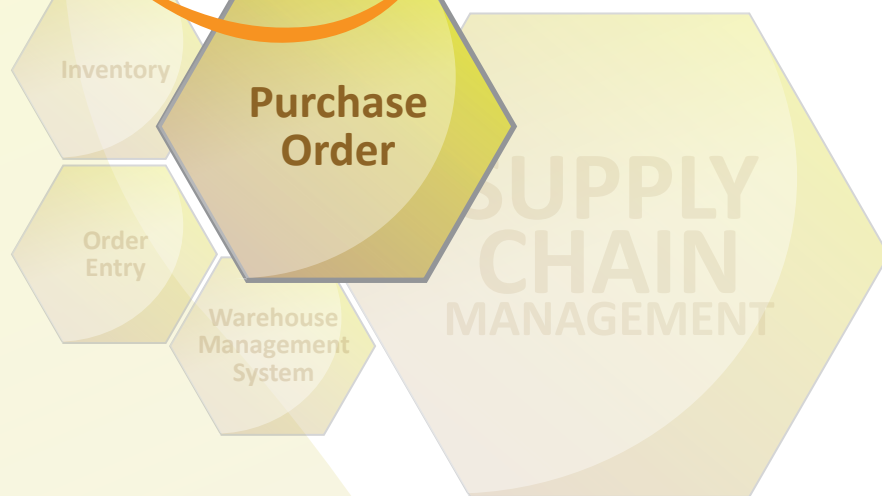 Inventory
Purchase
Order
SUPPLY
CHAIN
MANAGEMENT
Order
Entry
Warehouse
Management
System